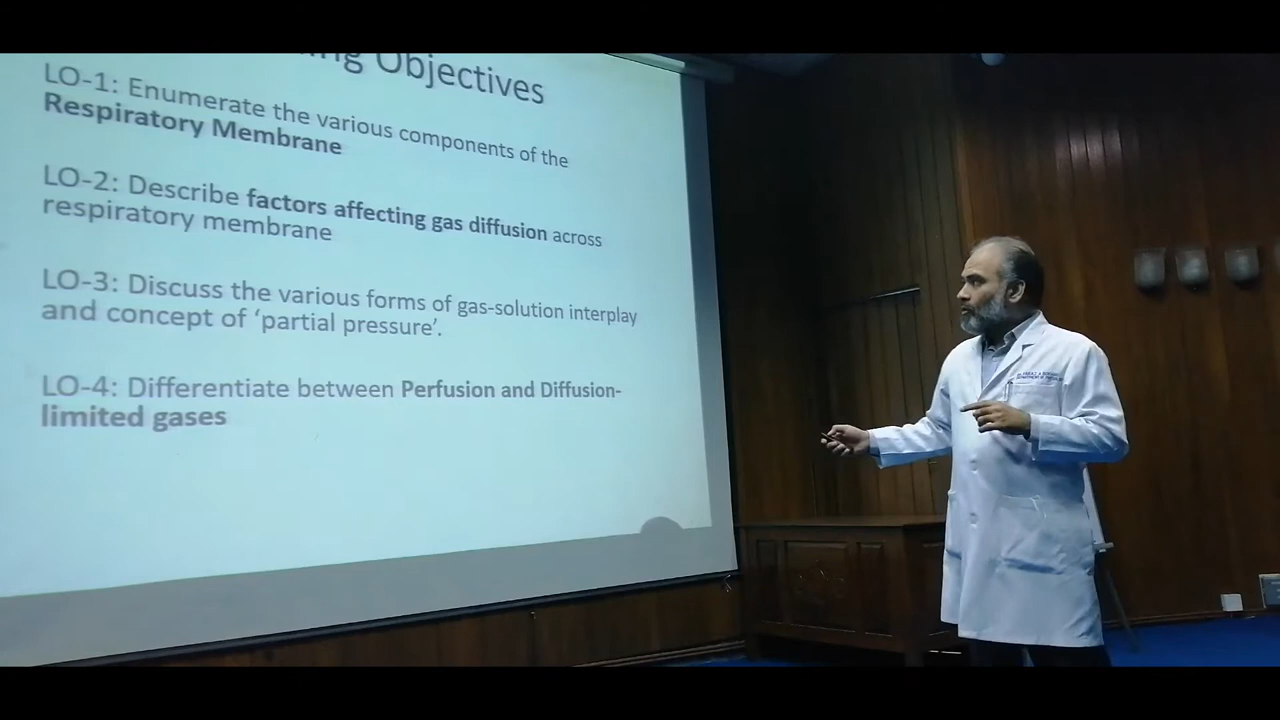 Objectives
LO-1: Enumerate the various components of the
Respiratory Membrane
LO-2: Describe factors affecting gas diffusion across
respiratory membrane
LO-3: Discuss the various forms of gas-solution interplay
and concept of ‘partial pressure’.
LO-4: Differentiate between Perfusion and Diffusion-
limited gases
DEPARTMENT OF